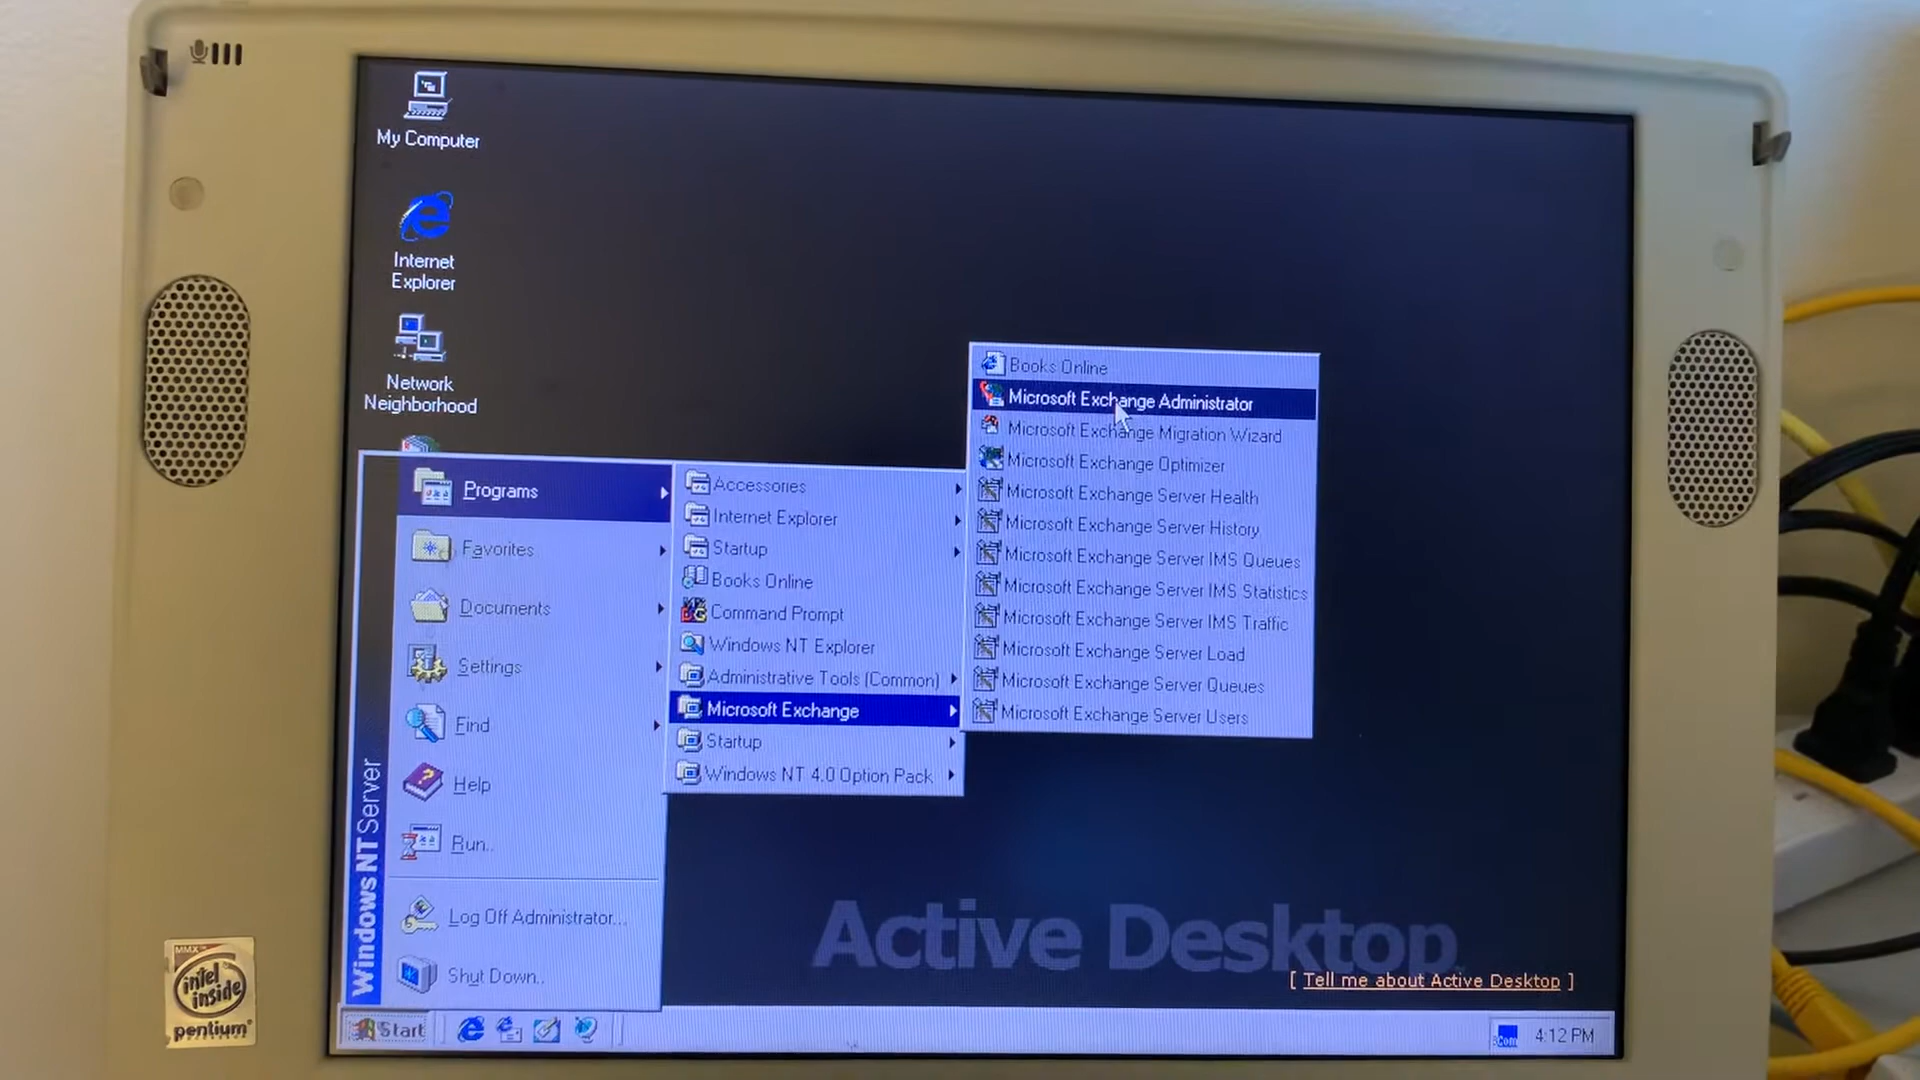 My Computer
Internet
Explorer
Network
Neighborhood
Programs
Favorites
Documents
Settings
Find
Help
Run..
Log Off Administrator...
Shut Down..
Windows NT Server
Accessories
Internet Explorer
Startup
Books Online
Command Prompt
Windows NT Explorer
Administrative Tools (Common)
Microsoft Exchange
Startup
Windows NT 4.0 Option Pack
Books Online
Microsoft Exchange Administrator
Microsoft Exchange Migration Wizard
Microsoft Exchange Optimizer
Microsoft Exchange Server Health
Microsoft Exchange Server History
Microsoft Exchange Server IMS Queues
Microsoft Exchange Server IMS Statistics
Microsoft Exchange Server IMS Traffic
Microsoft Exchange Server Load
Microsoft Exchange Server Queues
Microsoft Exchange Server Users
Active Desktop
[ Tell me about Active Desktop ]
Start
3Com
4:12 PM
MMX
intel
inside
pentium